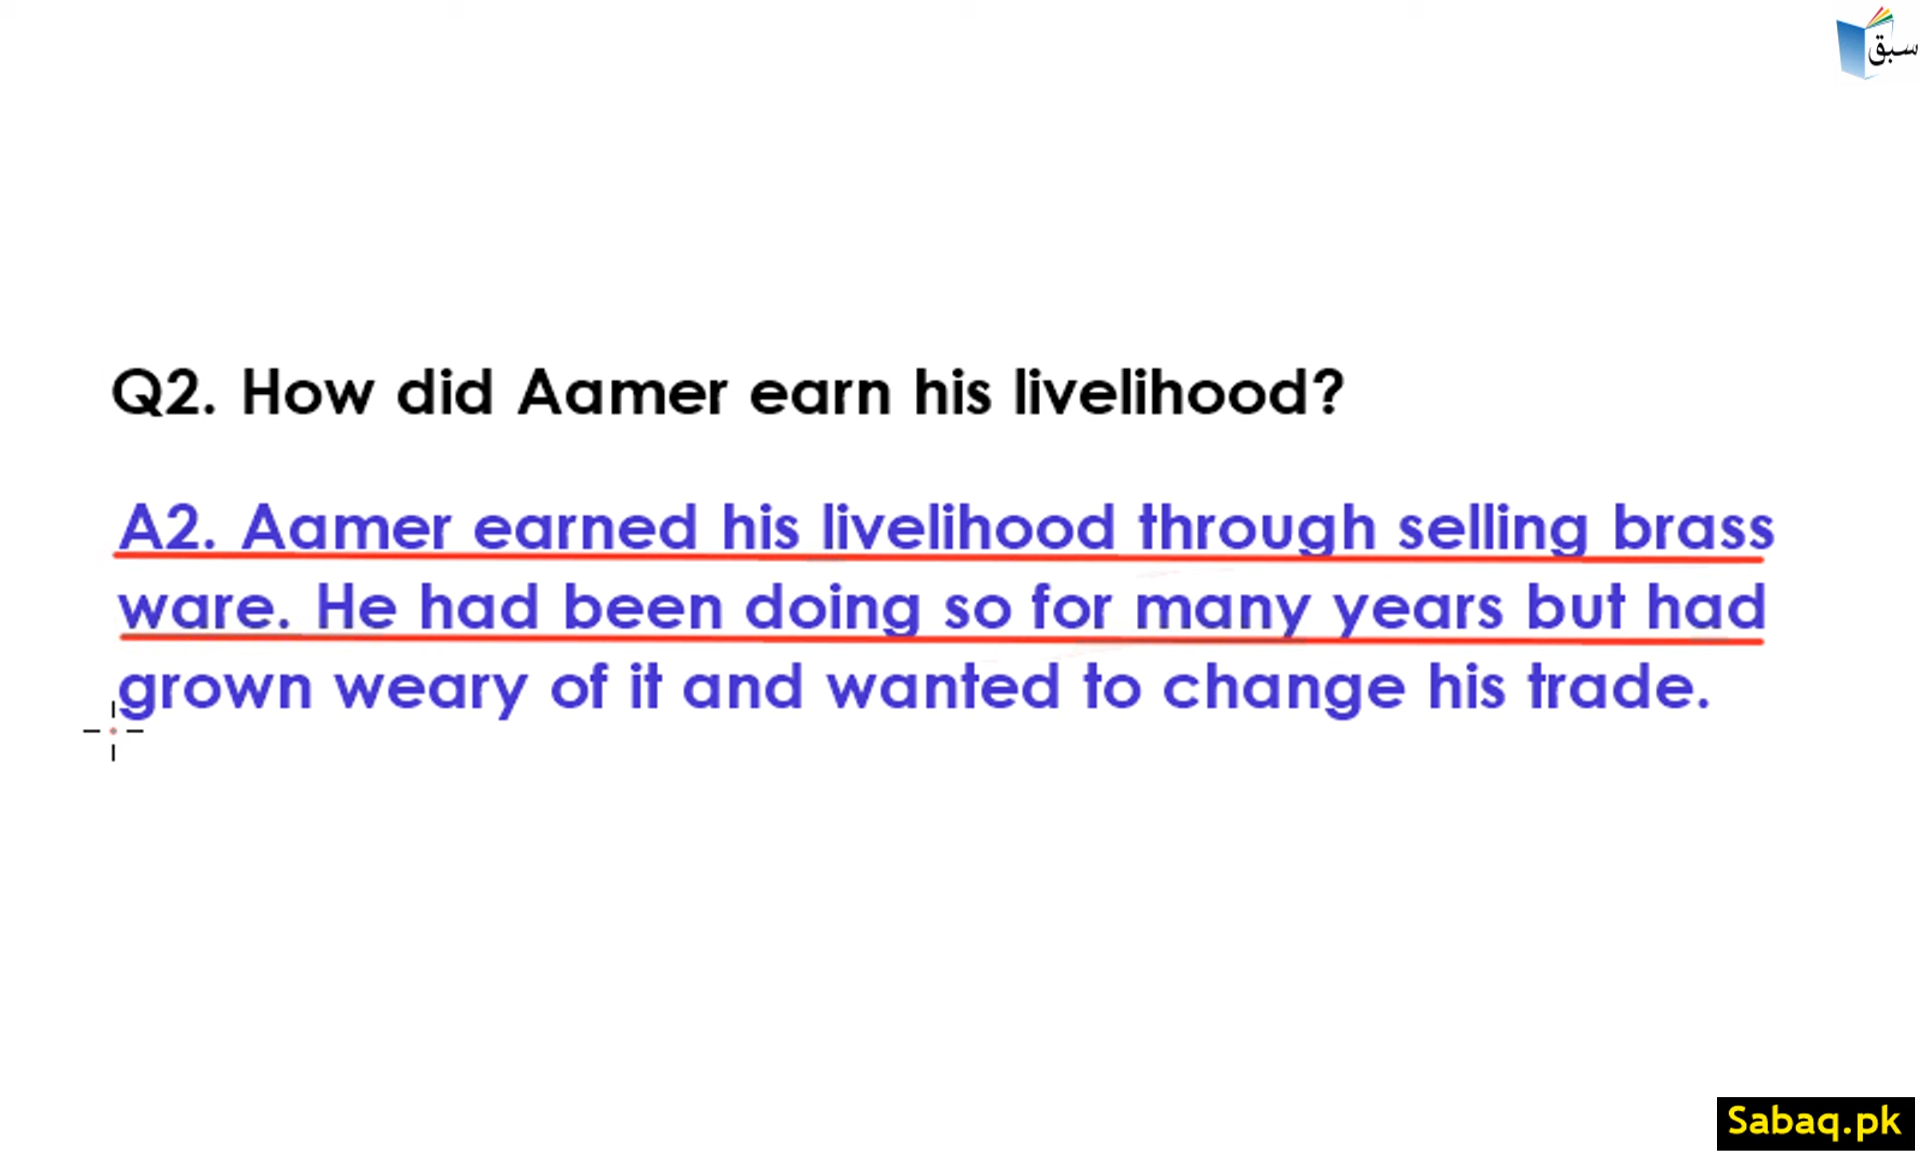 سبق
Q2. How did Aamer earn his livelihood?
A2. Aamer earned his livelihood through selling brass
ware. He had been doing so for many years but had
grown weary of it and wanted to change his trade.
Sabaq.pk